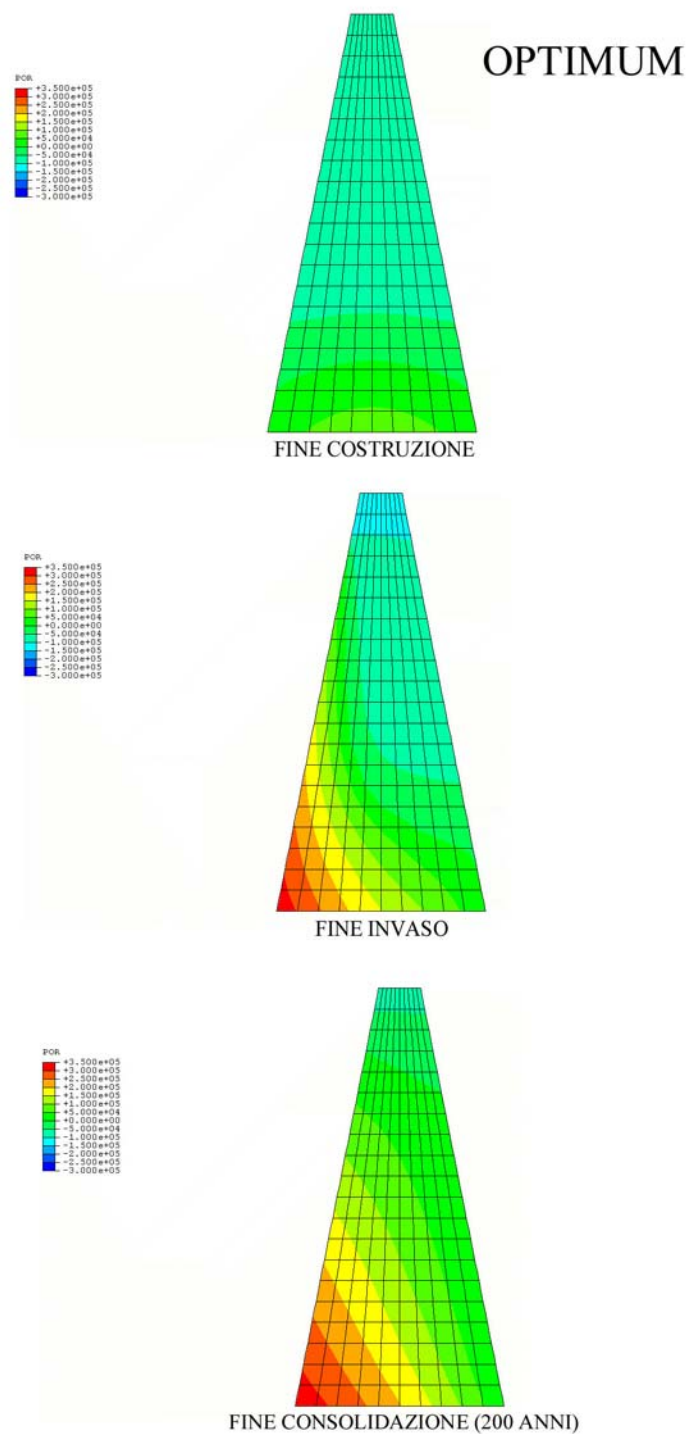 OPTIMUM
POR
+3.500e+05
+3.000e+05
+2.500e+05
+2.000e+05
+1.500e+05
+1.000e+05
+5.000e+04
+0.000e+00
-5.000e+04
-1.000e+05
-1.500e+05
-2.000e+05
-2.500e+05
-3.000e+05
FINE COSTRUZIONE
POR
+3.500e+05
+3.000e+05
+2.500e+05
+2.000e+05
+1.500e+05
+1.000e+05
+5.000e+04
+0.000e+00
-5.000e+04
-1.000e+05
-1.500e+05
-2.000e+05
-2.500e+05
-3.000e+05
FINE INVASO
POR
+3.500e+05
+3.000e+05
+2.500e+05
+2.000e+05
+1.500e+05
+1.000e+05
+5.000e+04
+0.000e+00
-5.000e+04
-1.000e+05
-1.500e+05
-2.000e+05
-2.500e+05
-3.000e+05
FINE CONSOLIDAZIONE (200 ANNI)